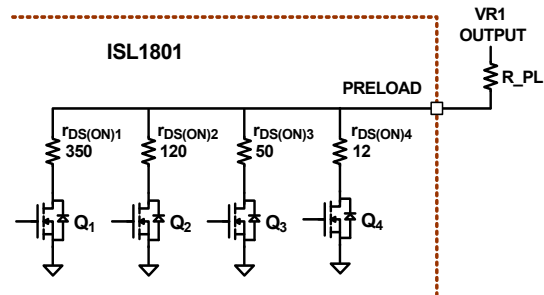 VR1
OUTPUT
ISL1801
R_PL
PRELOAD
rDS(ON)1
350
rDS(ON)2
120
rDS(ON)3
50
rDS(ON)4
12
Q1
Q2
Q3
Q4